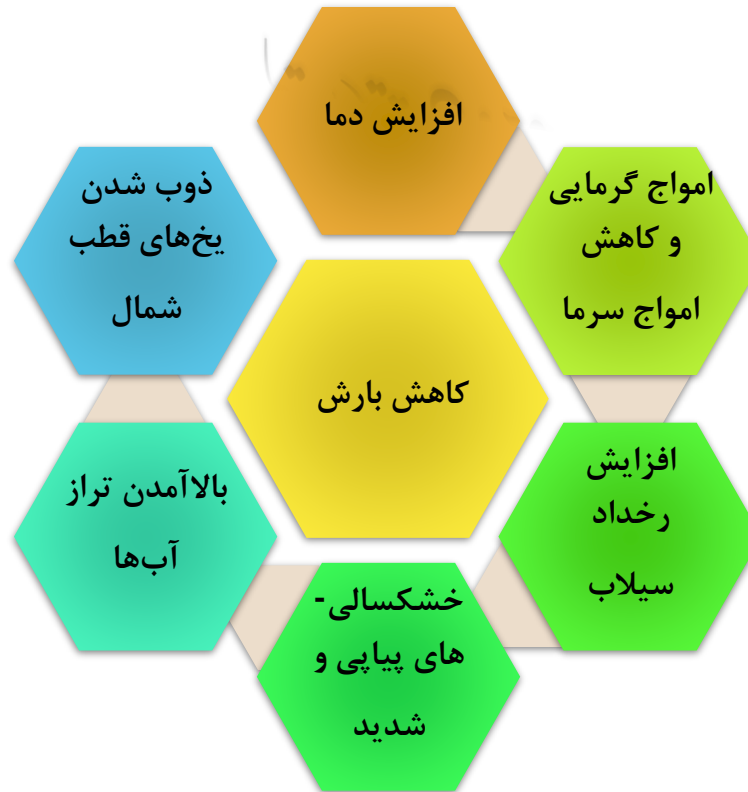 افزایش دما
امواج گرمایی
و کاهش
امواج سرما
افزایش
رخداد
سیلاب
خشکسالی-
های پیاپی و
شدید
بالاآمدن تراز
آب‌ها
ذوب شدن
یخ‌های قطب
شمال
کاهش بارش